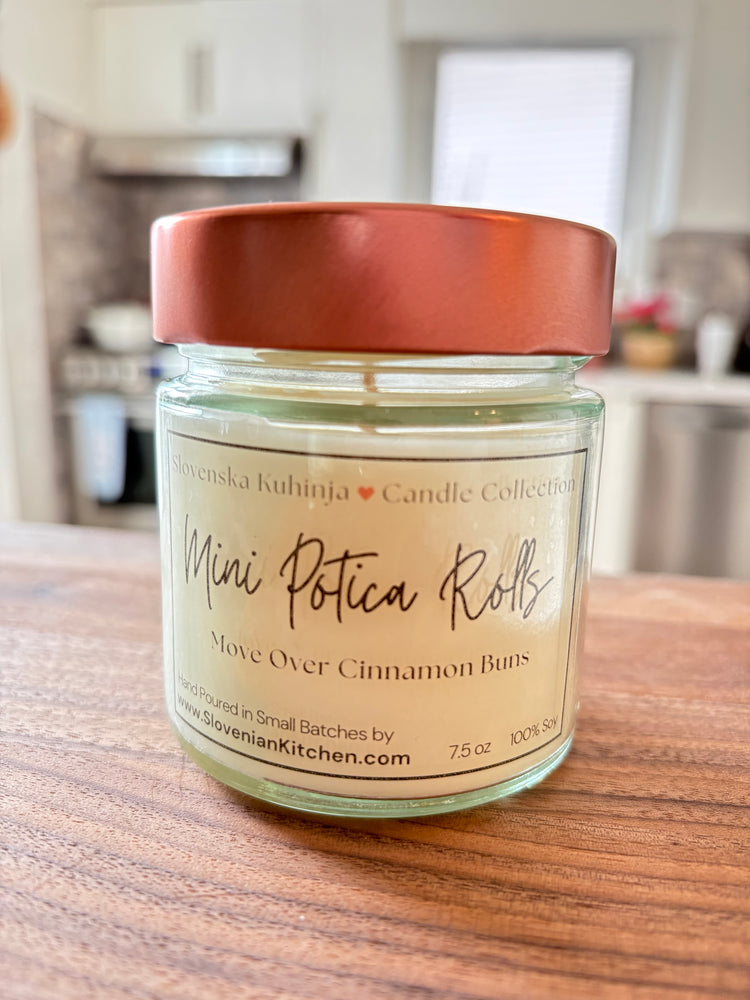 Slovenska Kuhinja ♥ Candle Collection
Mini Potica Rolls
Move Over Cinnamon Buns
Hand Poured in Small Batches by
www.SlovenianKitchen.com
7.5 oz 100% Soy